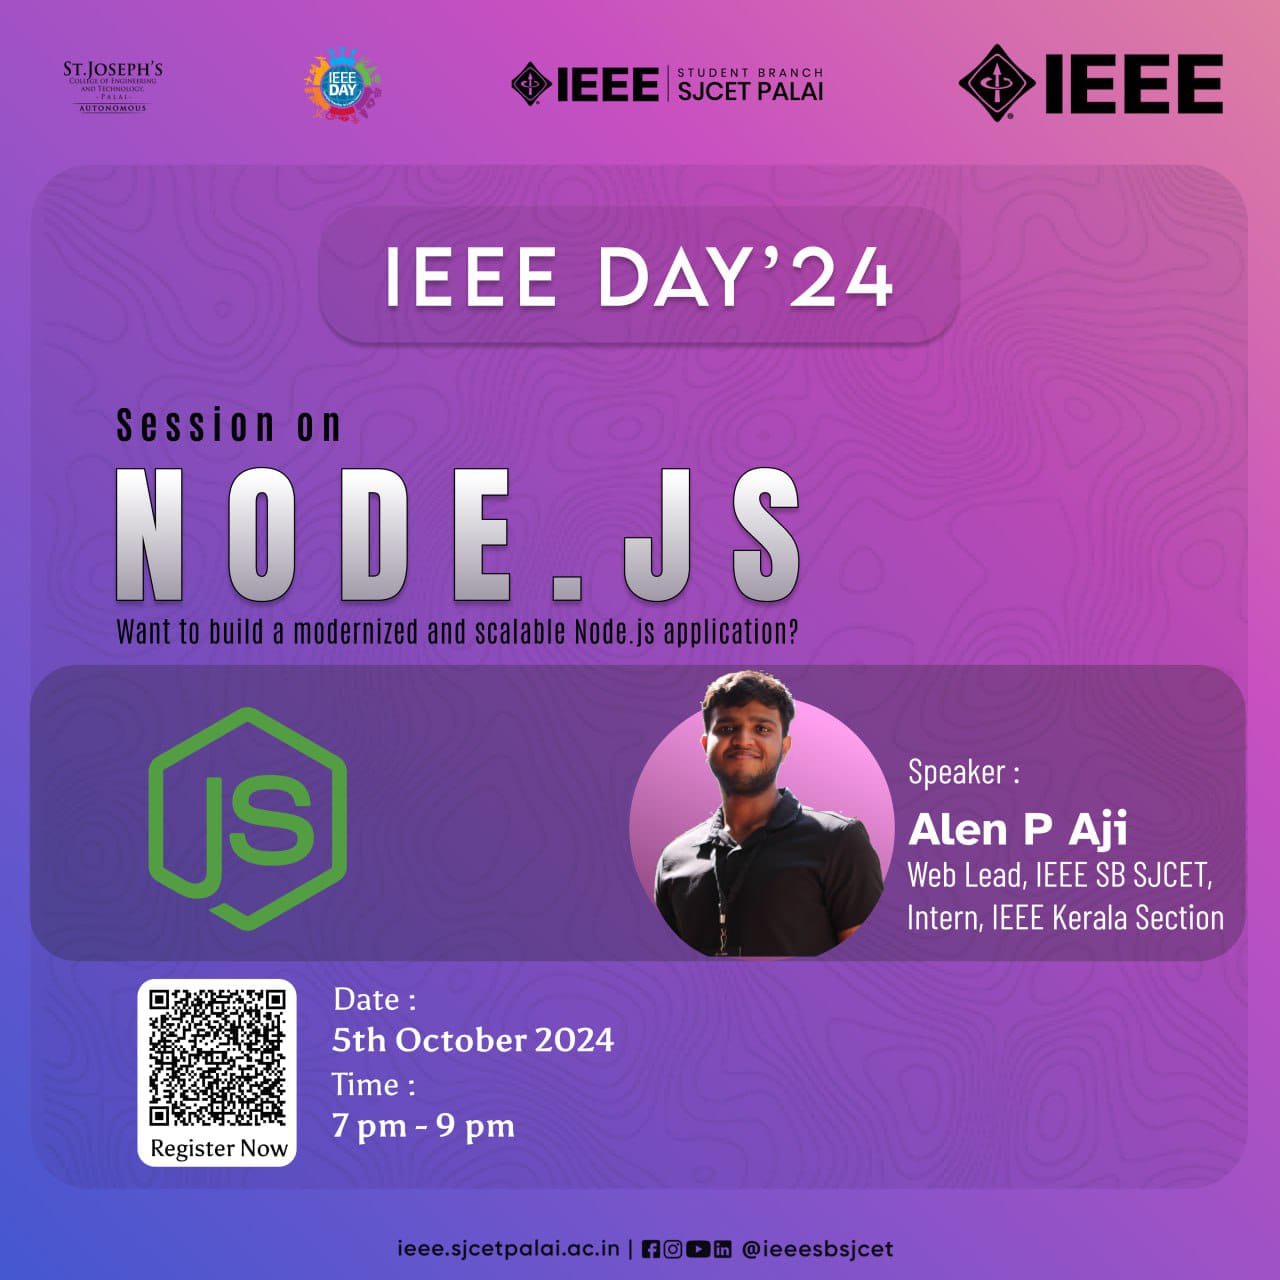 ST.JOSEPH'S
COLLEGE OF ENGINEERING
AND TECHNOLOGY,
- PALAI -
AUTONOMOUS
IEEE
DAY
IEEE
STUDENT BRANCH
SJCET PALAI
IEEE
IEEE DAY'24
Session on
NODE.JS
Want to build a modernized and scalable Node.js application?
JS
Speaker :
Alen P Aji
Web Lead, IEEE SB SJCET,
Intern, IEEE Kerala Section
Date :
5th October 2024
Time :
7 pm - 9 pm
Register Now
ieee.sjcetpalai.ac.in | @ieeesbsjcet